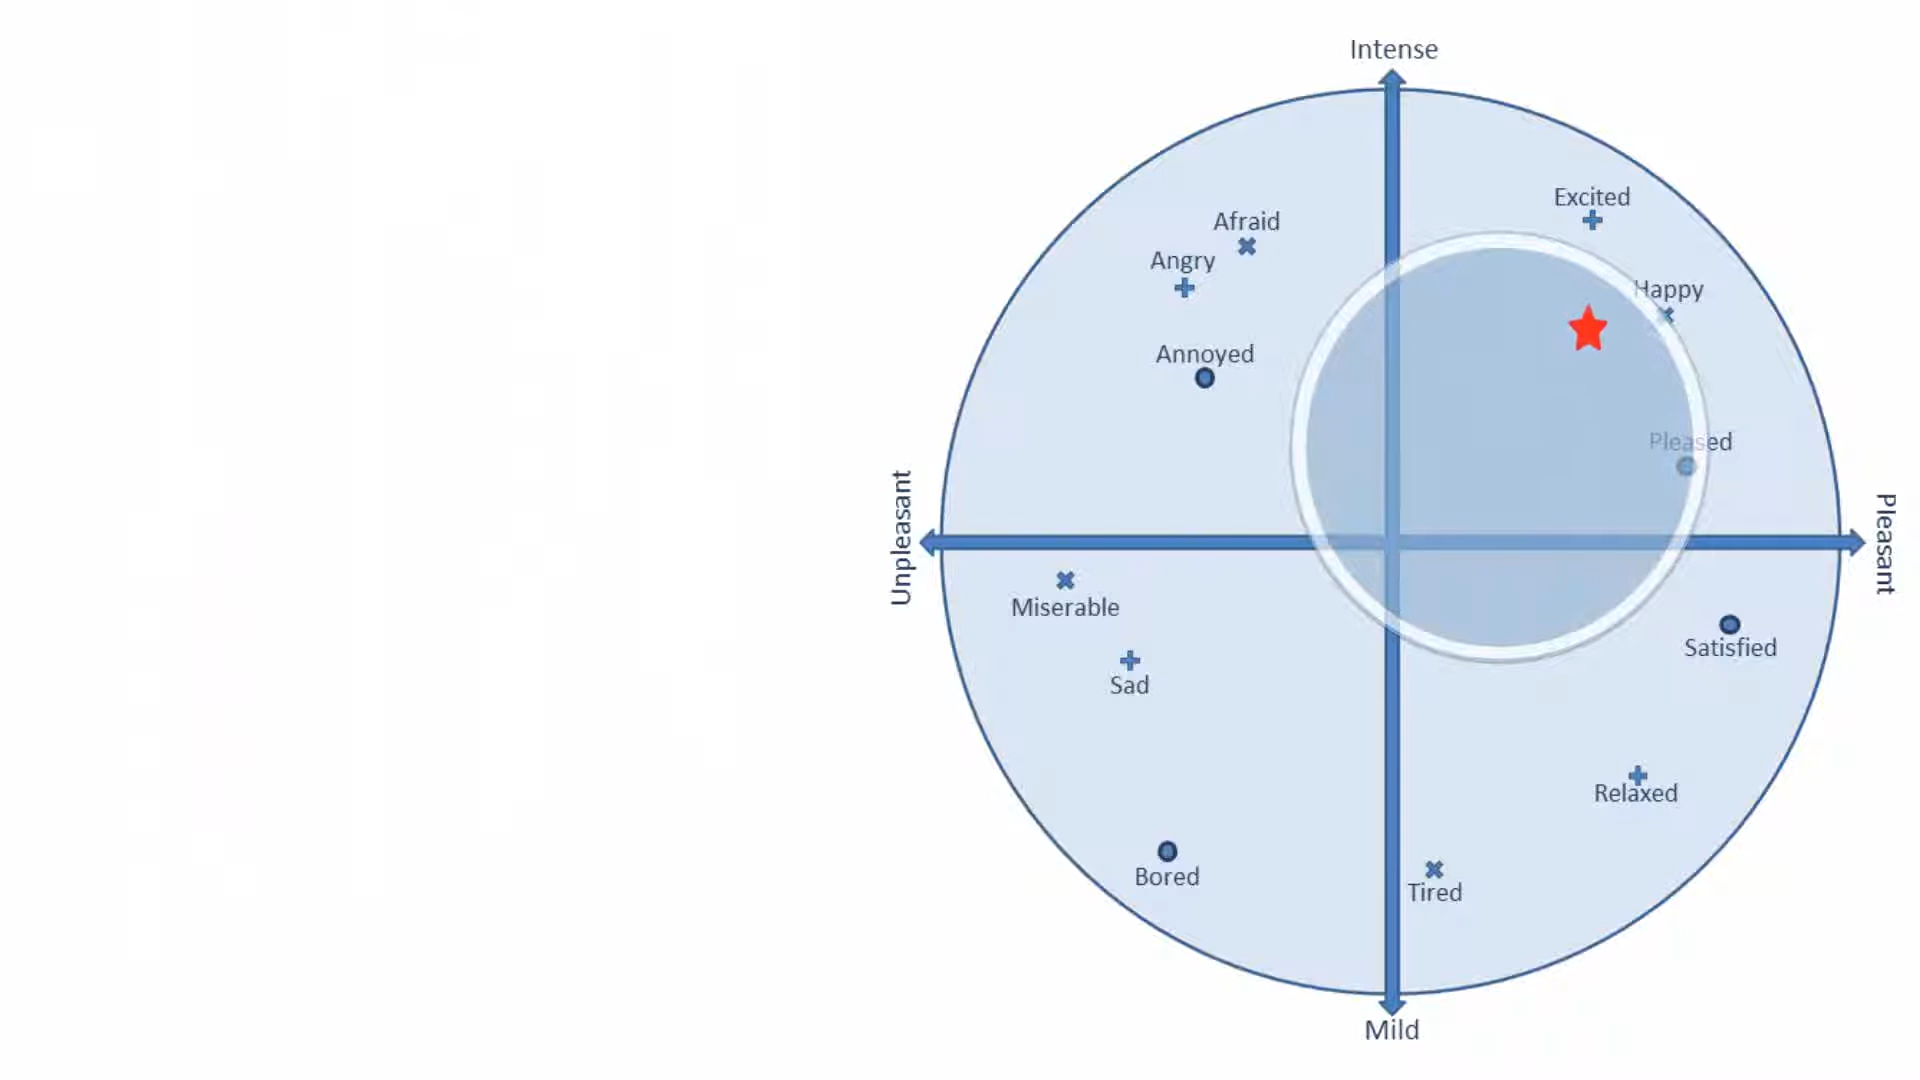 Intense
Excited
Afraid
Angry
Happy
Annoyed
Pleased
Unpleasant
Pleasant
Miserable
Satisfied
Sad
Relaxed
Bored
Tired
Mild